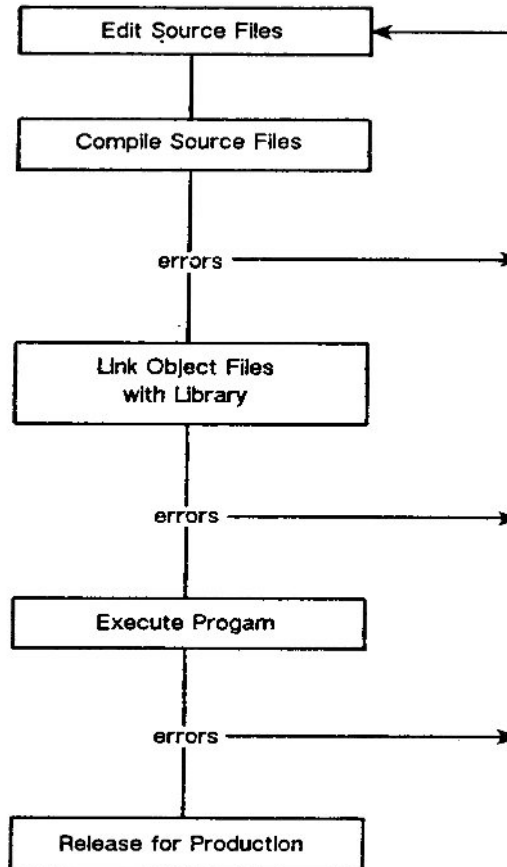 Edit Source Files
Compile Source Files
errors
Link Object Files
with Library
errors
Execute Progam
errors
Release for Production